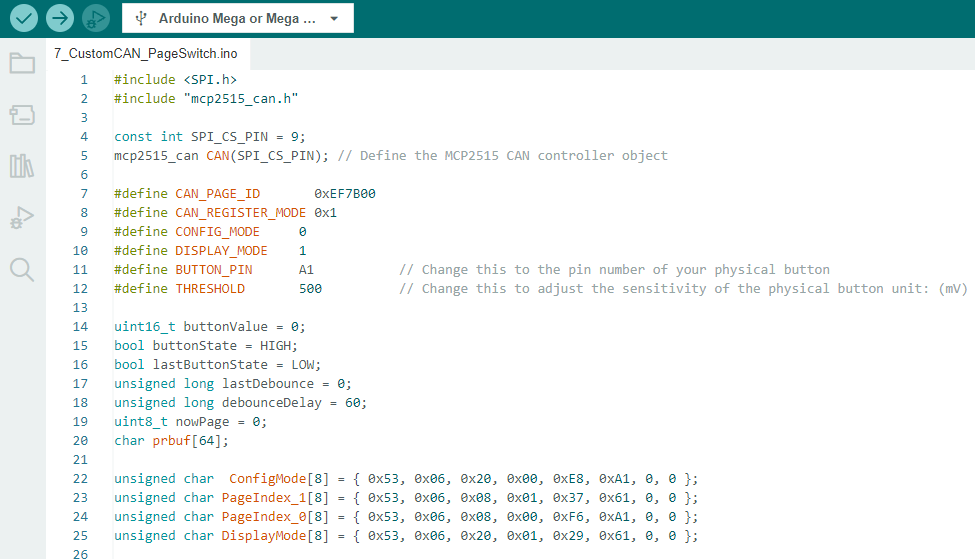 Arduino Mega or Mega ...
7_CustomCAN_PageSwitch.ino
1 #include <SPI.h>
2 #include "mcp2515_can.h"
3
4 const int SPI_CS_PIN = 9;
5 mcp2515_can CAN(SPI_CS_PIN); // Define the MCP2515 CAN controller object
6
7 #define CAN_PAGE_ID 0xEF7B00
8 #define CAN_REGISTER_MODE 0x1
9 #define CONFIG_MODE 0
10 #define DISPLAY_MODE 1
11 #define BUTTON_PIN A1 // Change this to the pin number of your physical button
12 #define THRESHOLD 500 // Change this to adjust the sensitivity of the physical button unit: (mV)
13
14 uint16_t buttonValue = 0;
15 bool buttonState = HIGH;
16 bool lastButtonState = LOW;
17 unsigned long lastDebounce = 0;
18 unsigned long debounceDelay = 60;
19 uint8_t nowPage = 0;
20 char prbuf[64];
21
22 unsigned char  ConfigMode[8] = { 0x53, 0x06, 0x20, 0x00, 0xE8, 0xA1, 0, 0 };
23 unsigned char PageIndex_1[8] = { 0x53, 0x06, 0x08, 0x01, 0x37, 0x61, 0, 0 };
24 unsigned char PageIndex_0[8] = { 0x53, 0x06, 0x08, 0x00, 0xF6, 0xA1, 0, 0 };
25 unsigned char DisplayMode[8] = { 0x53, 0x06, 0x20, 0x01, 0x29, 0x61, 0, 0 };
26